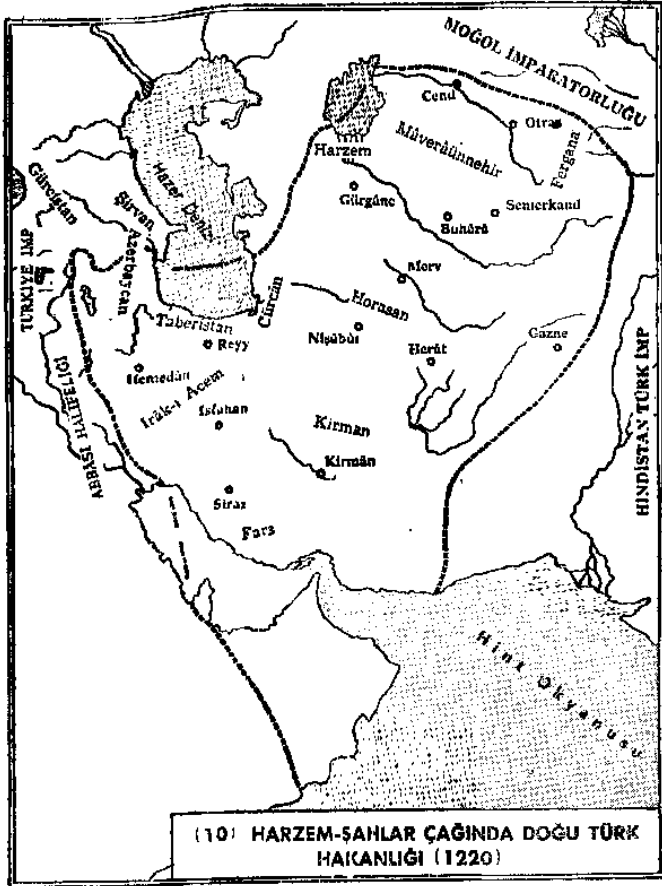 MOĞOL İMPARATORLUĞU
Cend
Otrar
Mâverâünnehir
Fergana
Harzem
Gürgânc
Semerkand
Buhârâ
Hazer Denizi
Gürcistan
Şirvan
Azerbaycan
TÜRKİYE İMP
Cürcân
Merv
Horasan
Taberistan
Reyy
Nişâbûr
Herât
Gazne
Hemedân
Irâk-ı Acem
Isfahan
Kirman
Kirmân
ABBASİ HALİFELİĞİ
HİNDİSTAN TÜRK İMP
Şiraz
Fars
Hint Okyanusu
(10) HARZEM-ŞAHLAR ÇAĞINDA DOĞU TÜRK
HAKANLIĞI (1220)